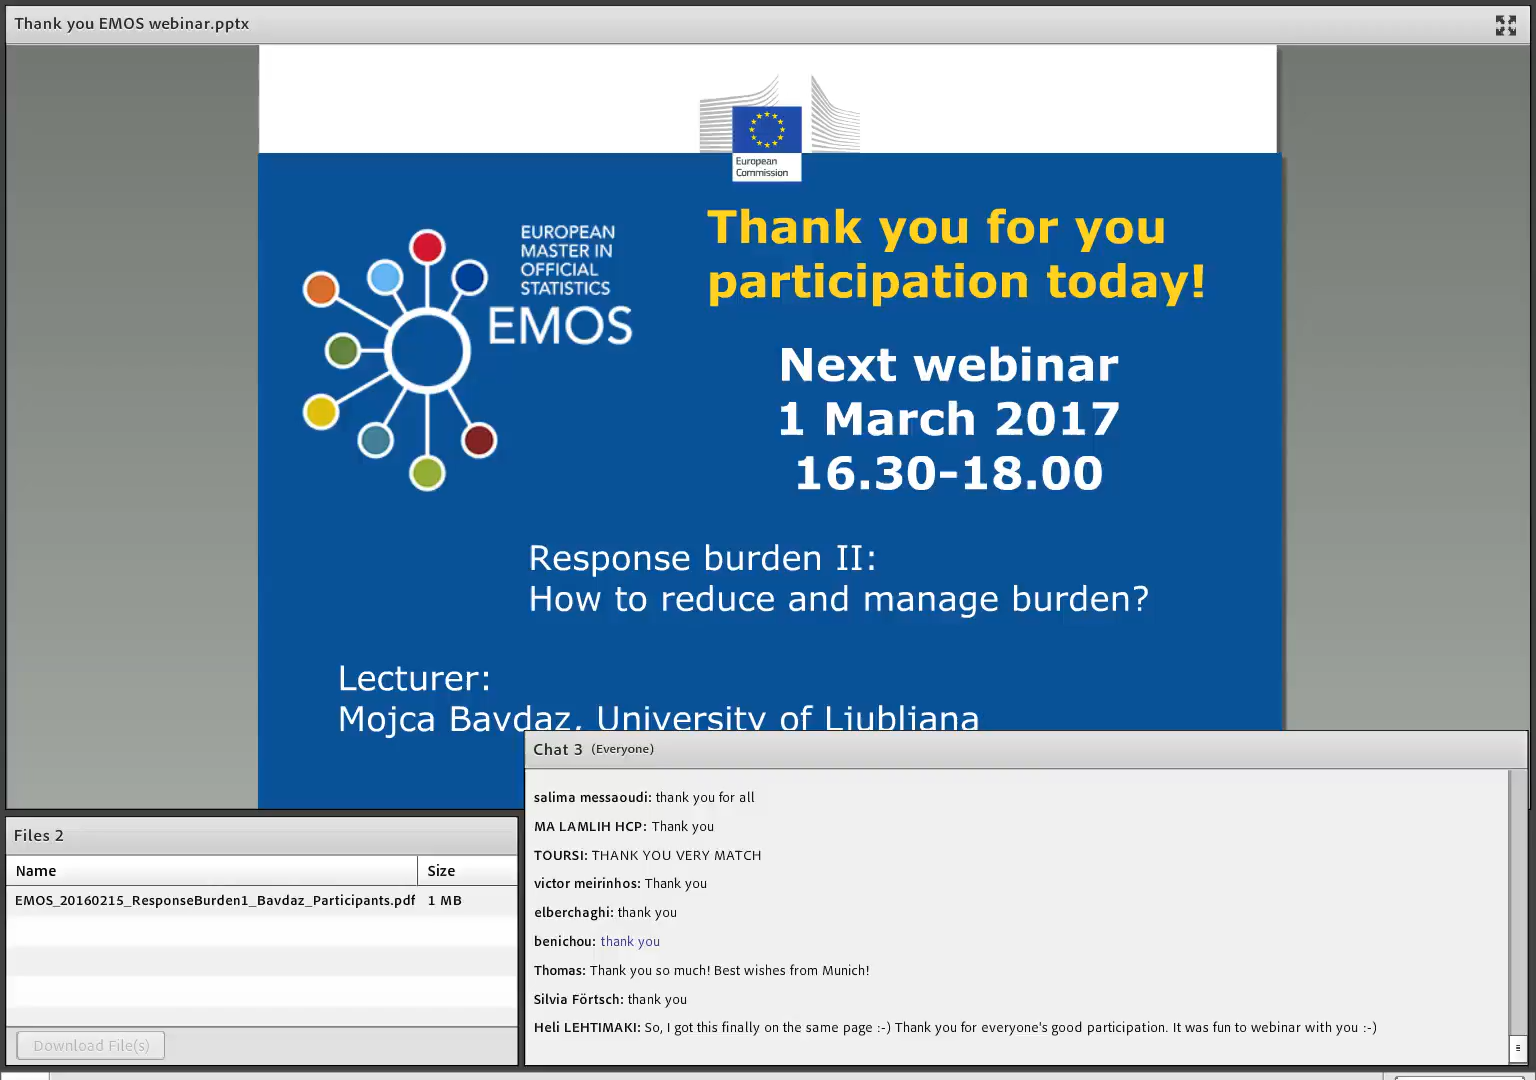 Thank you EMOS webinar.pptx
European
Commission
EUROPEAN
MASTER IN
OFFICIAL
STATISTICS
EMOS
Thank you for you
participation today!
Next webinar
1 March 2017
16.30-18.00
Response burden II:
How to reduce and manage burden?
Lecturer:
Mojca Bavdaz, University of Ljubljana
Files 2
Name Size
EMOS_20160215_ResponseBurden1_Bavdaz_Participants.pdf 1 MB
Download File(s)
Chat 3 (Everyone)
salima messaoudi: thank you for all
MA LAMLIH HCP: Thank you
TOURSI: THANK YOU VERY MATCH
victor meirinhos: Thank you
elberchaghi: thank you
benichou: thank you
Thomas: Thank you so much! Best wishes from Munich!
Silvia Förtsch: thank you
Heli LEHTIMAKI: So, I got this finally on the same page :-) Thank you for everyone's good participation. It was fun to webinar with you :-)